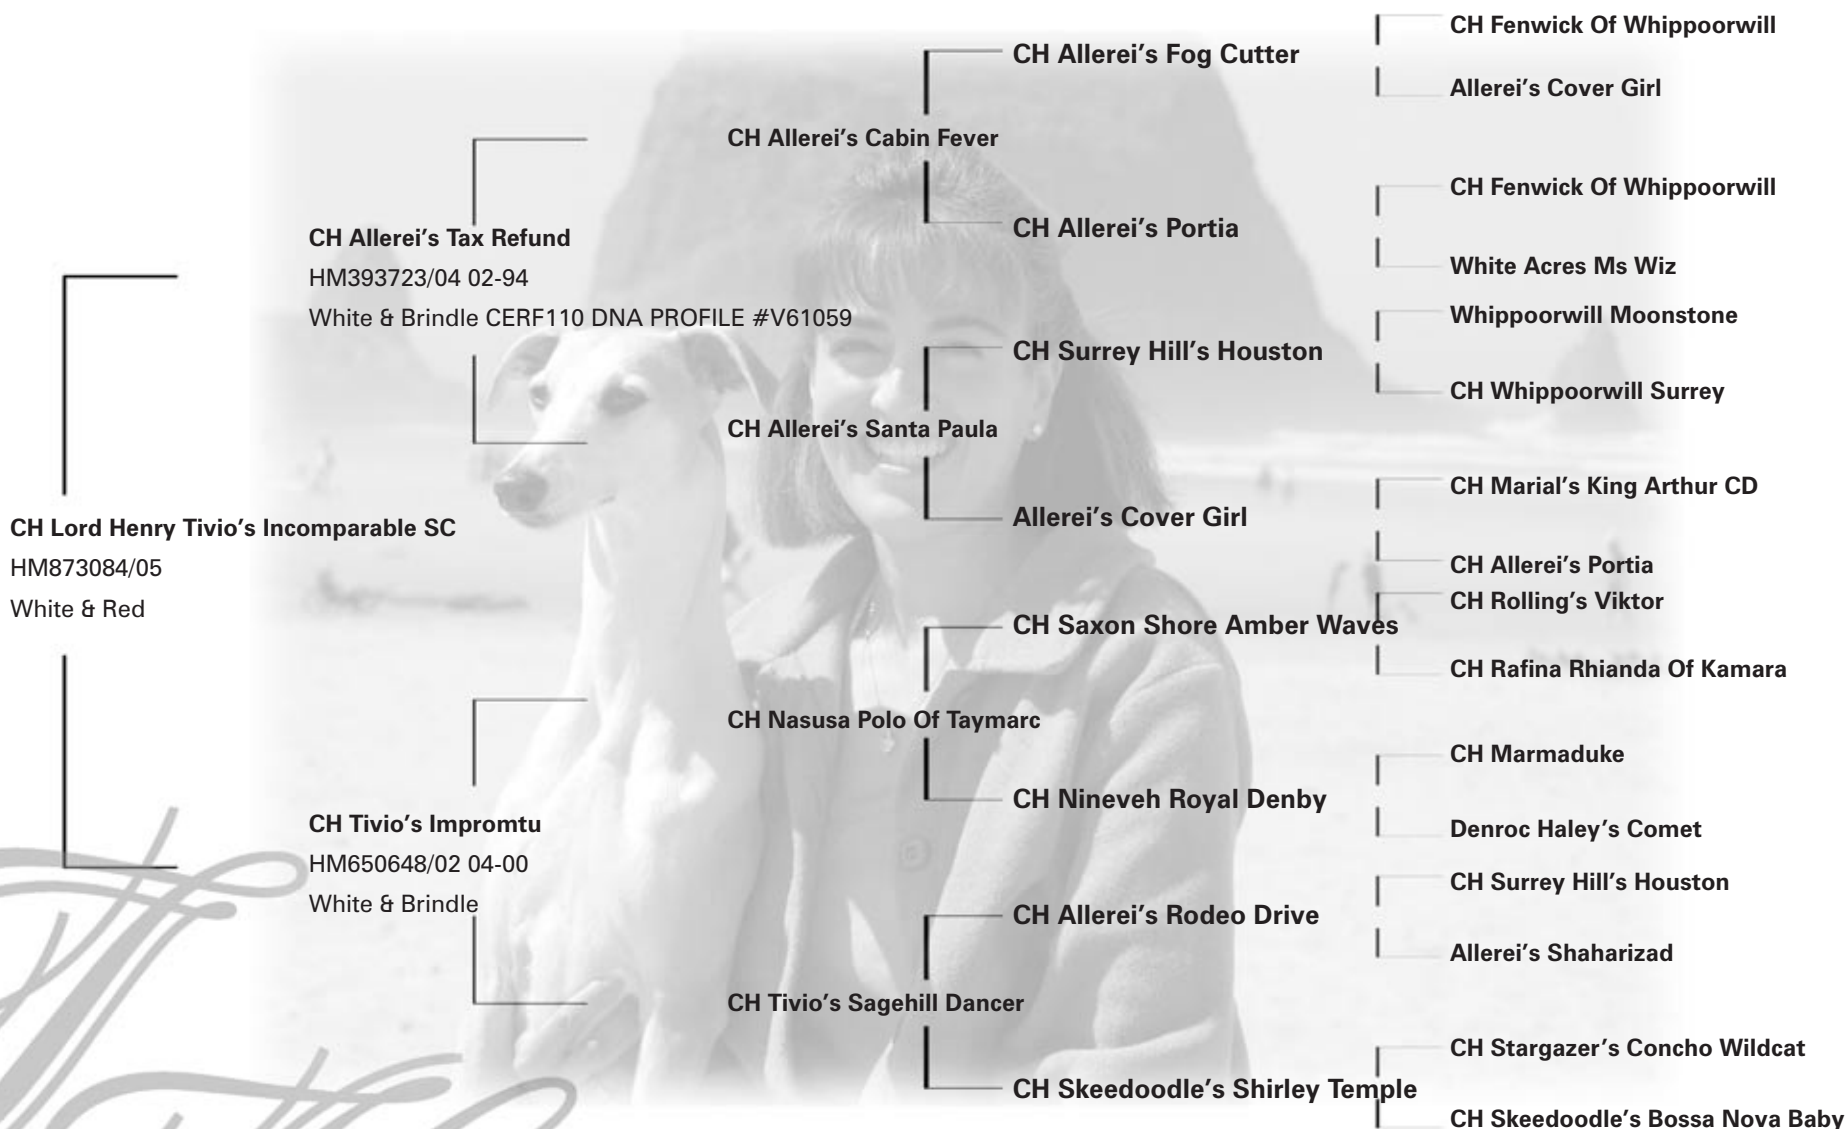 CH Lord Henry Tivio's Incomparable SC
HM873084/05
White & Red
CH Allerei's Tax Refund
HM393723/04 02-94
White & Brindle CERF110 DNA PROFILE #V61059
CH Tivio's Impromtu
HM650648/02 04-00
White & Brindle
CH Allerei's Cabin Fever
CH Allerei's Santa Paula
CH Nasusa Polo Of Taymarc
CH Tivio's Sagehill Dancer
CH Allerei's Fog Cutter
CH Allerei's Portia
CH Surrey Hill's Houston
Allerei's Cover Girl
CH Saxon Shore Amber Waves
CH Nineveh Royal Denby
CH Allerei's Rodeo Drive
CH Skeedoodle's Shirley Temple
CH Fenwick Of Whippoorwill
Allerei's Cover Girl
CH Fenwick Of Whippoorwill
White Acres Ms Wiz
Whippoorwill Moonstone
CH Whippoorwill Surrey
CH Marial's King Arthur CD
CH Allerei's Portia
CH Rolling's Viktor
CH Rafina Rhianda Of Kamara
CH Marmaduke
Denroc Haley's Comet
CH Surrey Hill's Houston
Allerei's Shaharizad
CH Stargazer's Concho Wildcat
CH Skeedoodle's Bossa Nova Baby